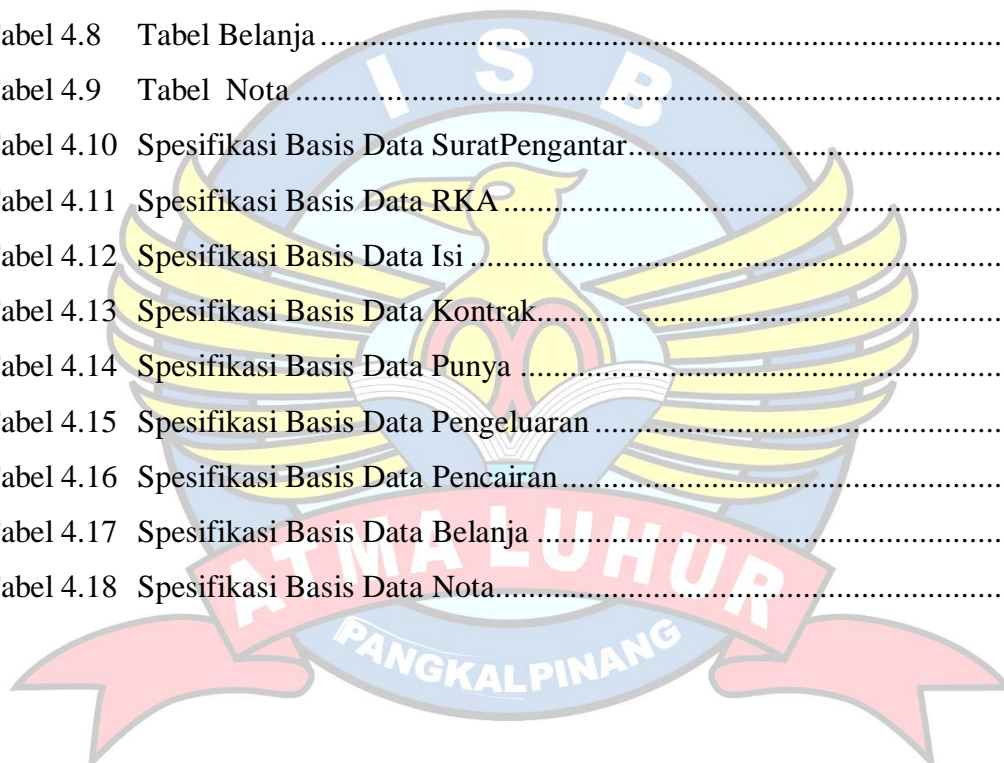 abel 4.8 Tabel Belanja ........................................................................................
abel 4.9 Tabel Nota ...........................................................................................
abel 4.10 Spesifikasi Basis Data SuratPengantar.............................................
abel 4.11 Spesifikasi Basis Data RKA ............................................................
abel 4.12 Spesifikasi Basis Data Isi ................................................................
abel 4.13 Spesifikasi Basis Data Kontrak.......................................................
abel 4.14 Spesifikasi Basis Data Punya ..........................................................
abel 4.15 Spesifikasi Basis Data Pengeluaran .................................................
abel 4.16 Spesifikasi Basis Data Pencairan .....................................................
abel 4.17 Spesifikasi Basis Data Belanja ........................................................
abel 4.18 Spesifikasi Basis Data Nota.............................................................
I S B
ATMA LUHUR
PANGKALPINANG